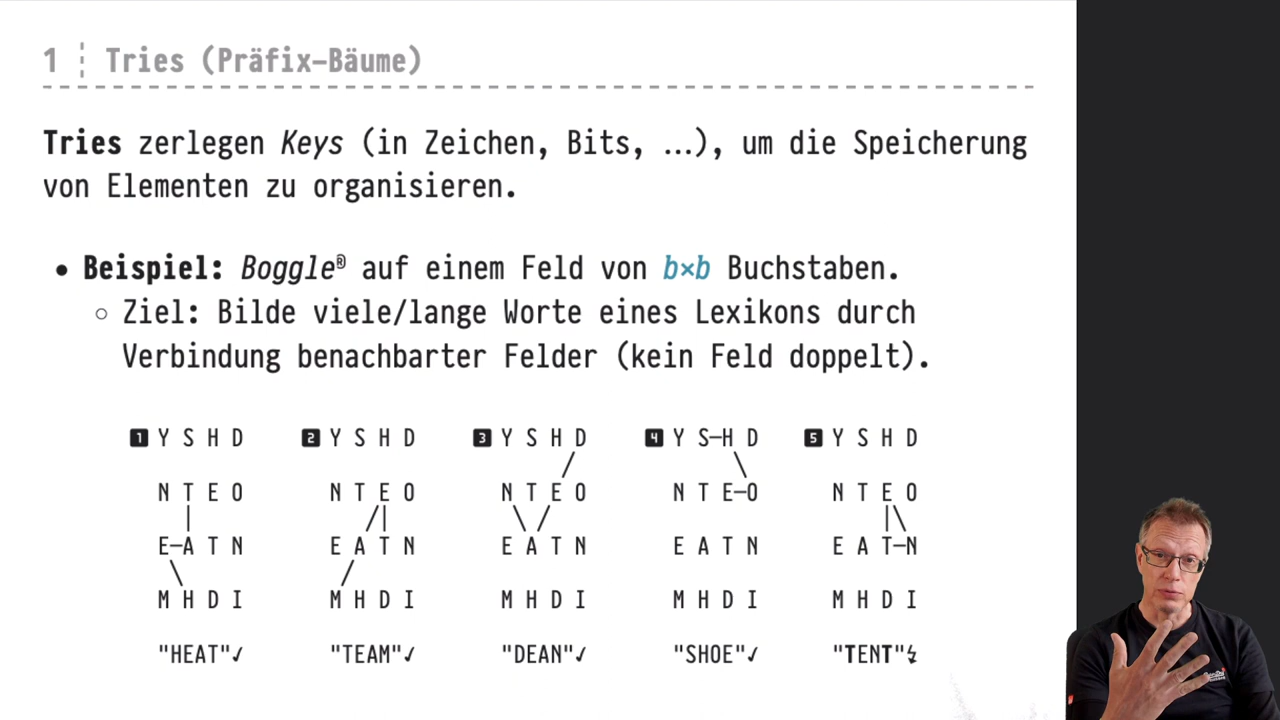 1 ¦ Tries (Präfix-Bäume)
Tries zerlegen Keys (in Zeichen, Bits, …), um die Speicherung
von Elementen zu organisieren.
• Beispiel: Boggle® auf einem Feld von b×b Buchstaben.
○ Ziel: Bilde viele/lange Worte eines Lexikons durch
Verbindung benachbarter Felder (kein Feld doppelt).
1 Y S H D
N T E O
E–A T N
M H D I
"HEAT"✓
2 Y S H D
N T E O
E A T N
M H D I
"TEAM"✓
3 Y S H D
N T E O
E A T N
M H D I
"DEAN"✓
4 Y S–H D
N T E–O
E A T N
M H D I
"SHOE"✓
5 Y S H D
N T E O
E A T–N
M H D I
"TENT"↯